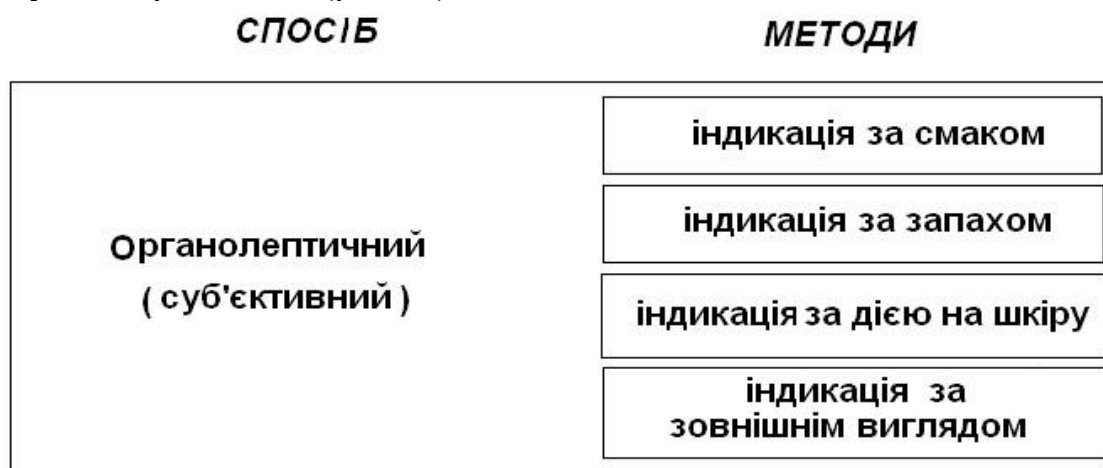 СПОСІБ
МЕТОДИ
Органолептичний
( суб'єктивний )
індикація за смаком
індикація за запахом
індикація за дією на шкіру
індикація за
зовнішнім виглядом